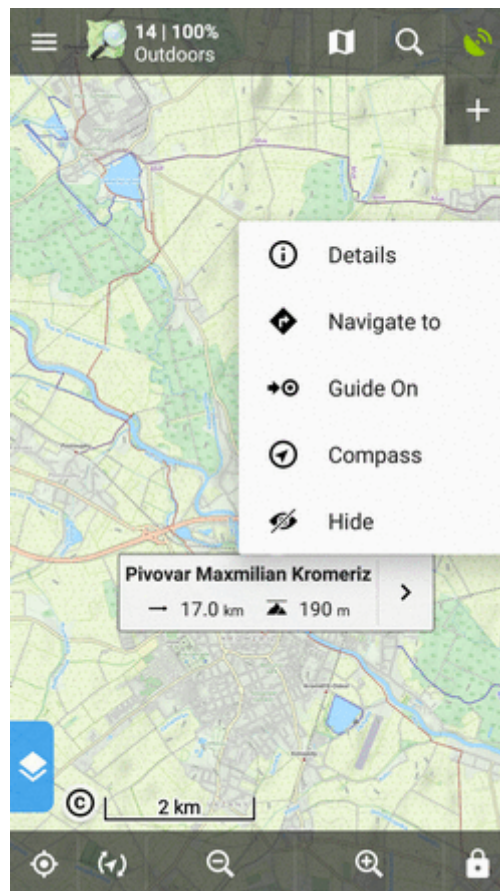 14 | 100%
Outdoors
Details
Navigate to
Guide On
Compass
Hide
Pivovar Maxmilian Kromeriz
17.0 km 190 m
©
2 km